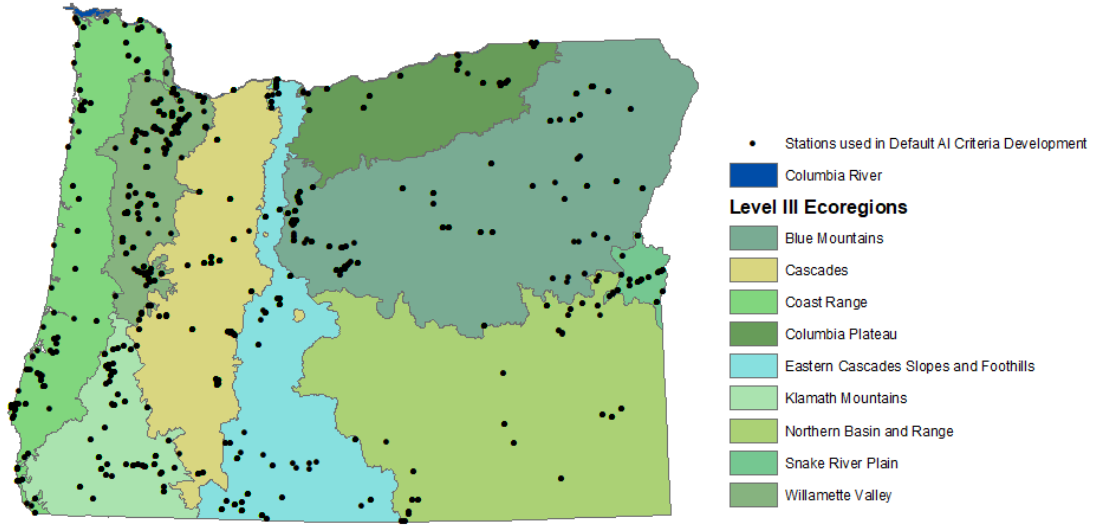 Stations used in Default Al Criteria Development
Columbia River
Level III Ecoregions
Blue Mountains
Cascades
Coast Range
Columbia Plateau
Eastern Cascades Slopes and Foothills
Klamath Mountains
Northern Basin and Range
Snake River Plain
Willamette Valley